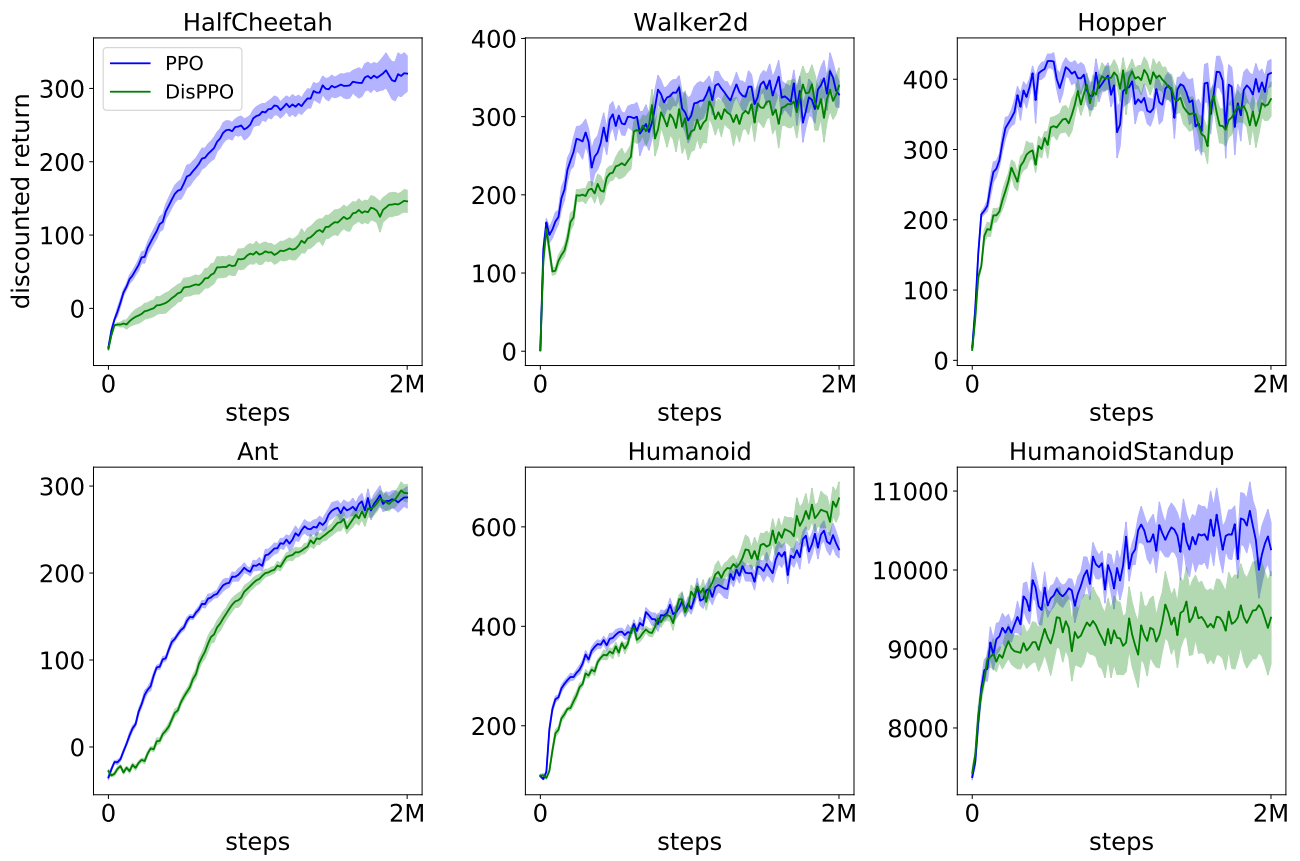 HalfCheetah
Walker2d
Hopper
PPO
DisPPO
discounted return
300
200
100
0
0
2M
steps
400
300
200
100
0
0
2M
steps
400
300
200
100
0
0
2M
steps
Ant
Humanoid
HumanoidStandup
300
200
100
0
0
2M
steps
600
400
200
0
2M
steps
11000
10000
9000
8000
0
2M
steps